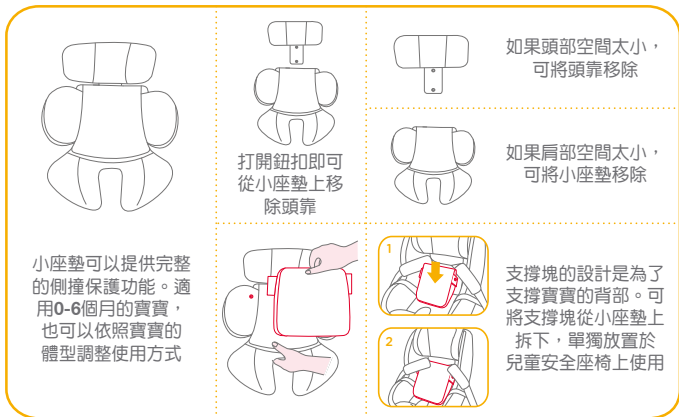 小座墊可以提供完整
的側撞保護功能。適
用0-6個月的寶寶，
也可以依照寶寶的
體型調整使用方式
打開鈕扣即可
從小座墊上移
除頭靠
如果頭部空間太小，
可將頭靠移除
如果肩部空間太小，
可將小座墊移除
1
2
支撐塊的設計是為了
支撐寶寶的背部。可
將支撐塊從小座墊上
拆下，單獨放置於
兒童安全座椅上使用